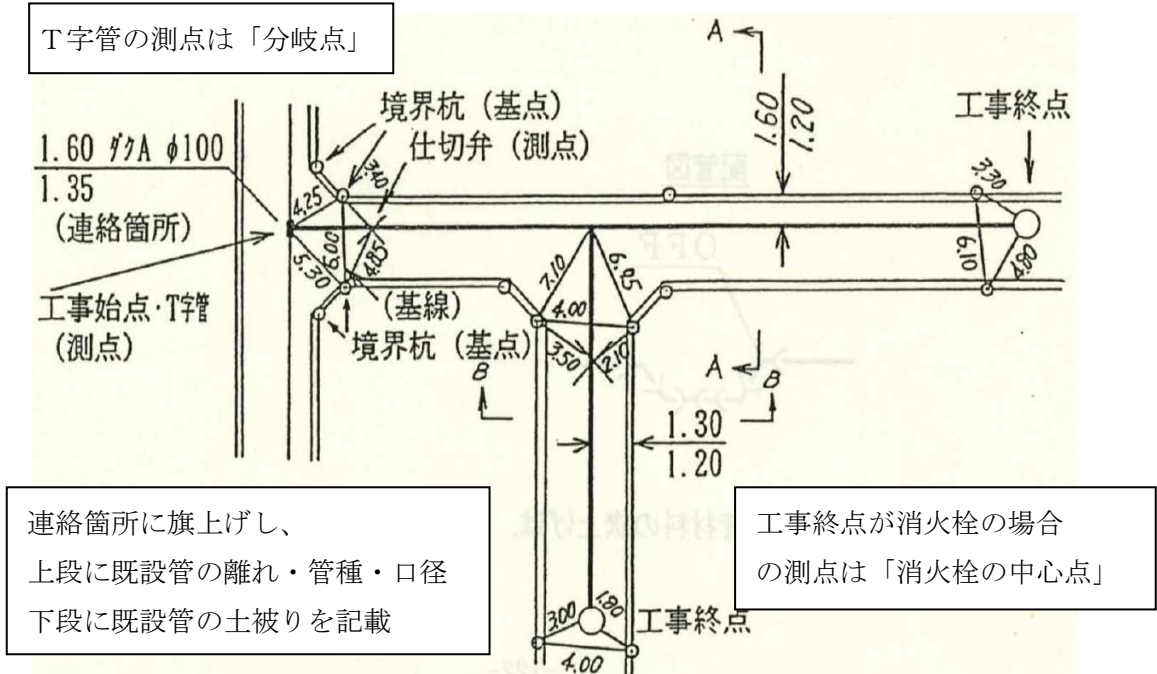 T字管の測点は「分岐点」
A
境界杭 (基点)
仕切弁 (測点)
1.60
1.20
工事終点
1.60 ダクA φ100
1.35
(連絡箇所)
配管図
OFF
3.40
4.25
3.30
6.00
4.85
5.30
6.10
4.80
工事始点・T字管
(測点)
(基線)
境界杭 (基点)
7.10
6.95
4.00
3.50
2.10
A
B
B
1.30
1.20
連絡箇所に旗上げし、
上段に既設管の離れ・管種・口径
下段に既設管の土被りを記載
工事終点が消火栓の場合
の測点は「消火栓の中心点」
3.00
1.80
工事終点
4.00